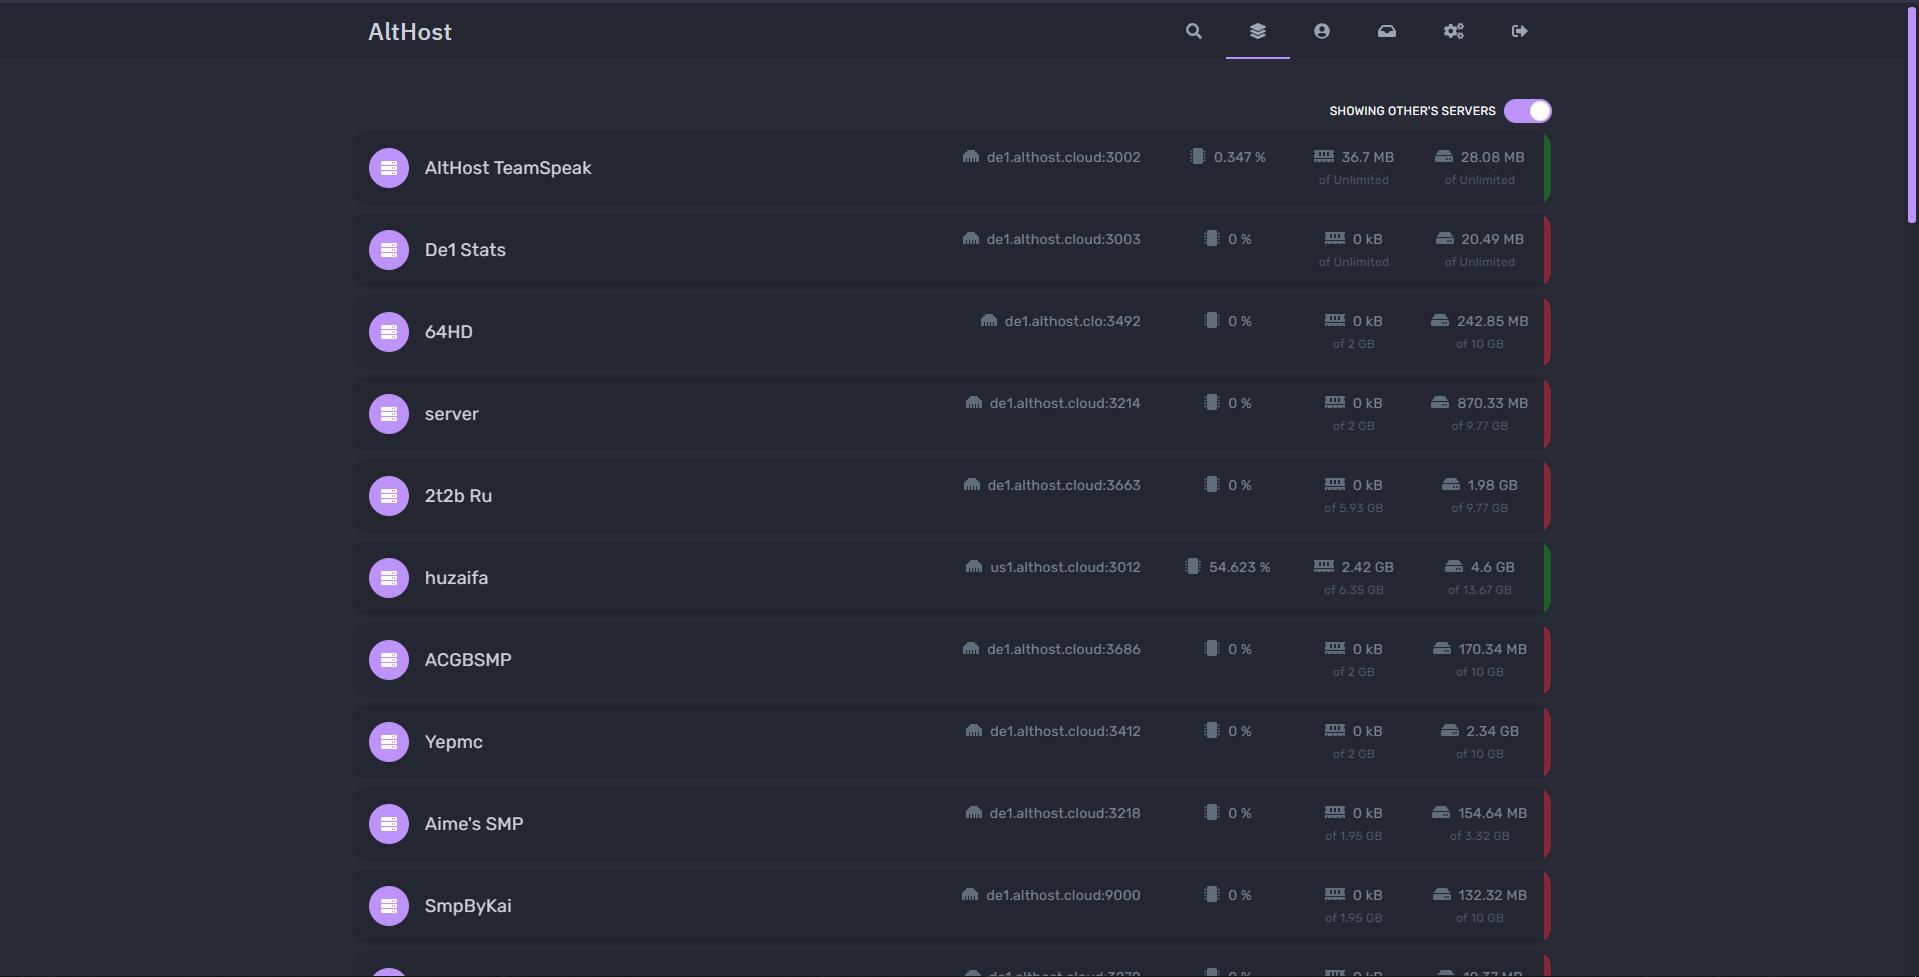 AltHost
SHOWING OTHER'S SERVERS
AltHost TeamSpeak de1.althost.cloud:3002 0.347 % 36.7 MB 28.08 MB
of Unlimited of Unlimited
De1 Stats de1.althost.cloud:3003 0 % 0 kB 20.49 MB
of Unlimited of Unlimited
64HD de1.althost.clo:3492 0 % 0 kB 242.85 MB
of 2 GB of 10 GB
server de1.althost.cloud:3214 0 % 0 kB 870.33 MB
of 2 GB of 9.77 GB
2t2b Ru de1.althost.cloud:3663 0 % 0 kB 1.98 GB
of 5.93 GB of 9.77 GB
huzaifa us1.althost.cloud:3012 54.623 % 2.42 GB 4.6 GB
of 6.35 GB of 13.67 GB
ACGBSMP de1.althost.cloud:3686 0 % 0 kB 170.34 MB
of 2 GB of 10 GB
Yepmc de1.althost.cloud:3412 0 % 0 kB 2.34 GB
of 2 GB of 10 GB
Aime's SMP de1.althost.cloud:3218 0 % 0 kB 154.64 MB
of 1.95 GB of 3.32 GB
SmpByKai de1.althost.cloud:9000 0 % 0 kB 132.32 MB
of 1.95 GB of 10 GB